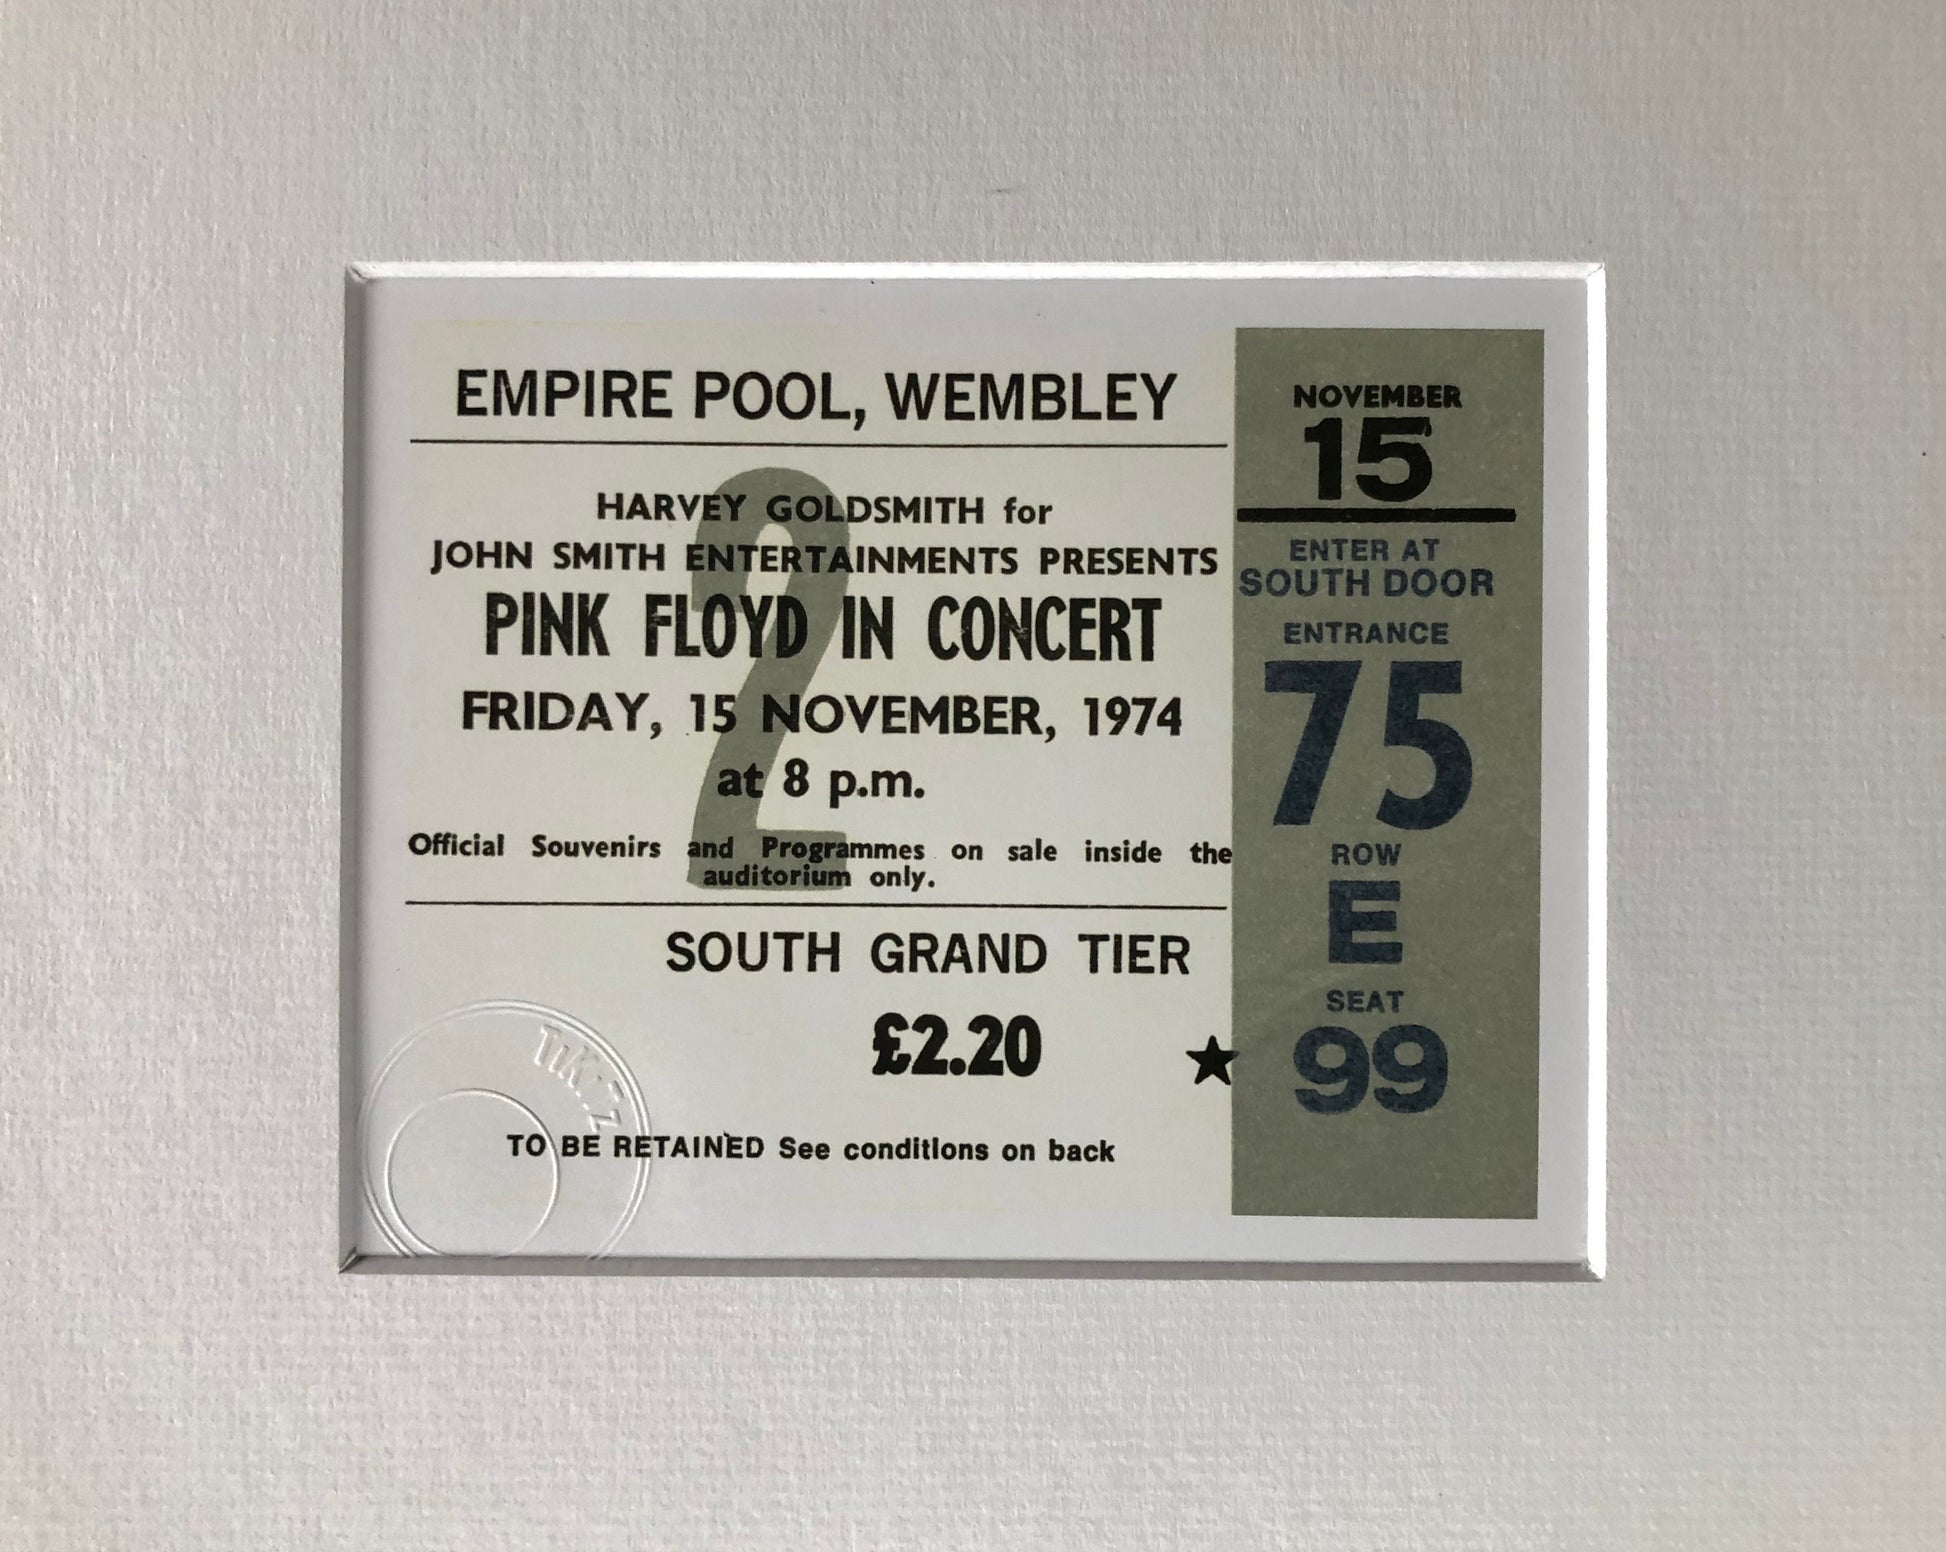 EMPIRE POOL, WEMBLEY
2
HARVEY GOLDSMITH for
JOHN SMITH ENTERTAINMENTS PRESENTS
PINK FLOYD IN CONCERT
FRIDAY, 15 NOVEMBER, 1974
at 8 p.m.
Official Souvenirs and Programmes on sale inside the
auditorium only.
SOUTH GRAND TIER
£2.20
TO BE RETAINED See conditions on back
NOVEMBER
15
ENTER AT
SOUTH DOOR
ENTRANCE
75
ROW
E
SEAT
99